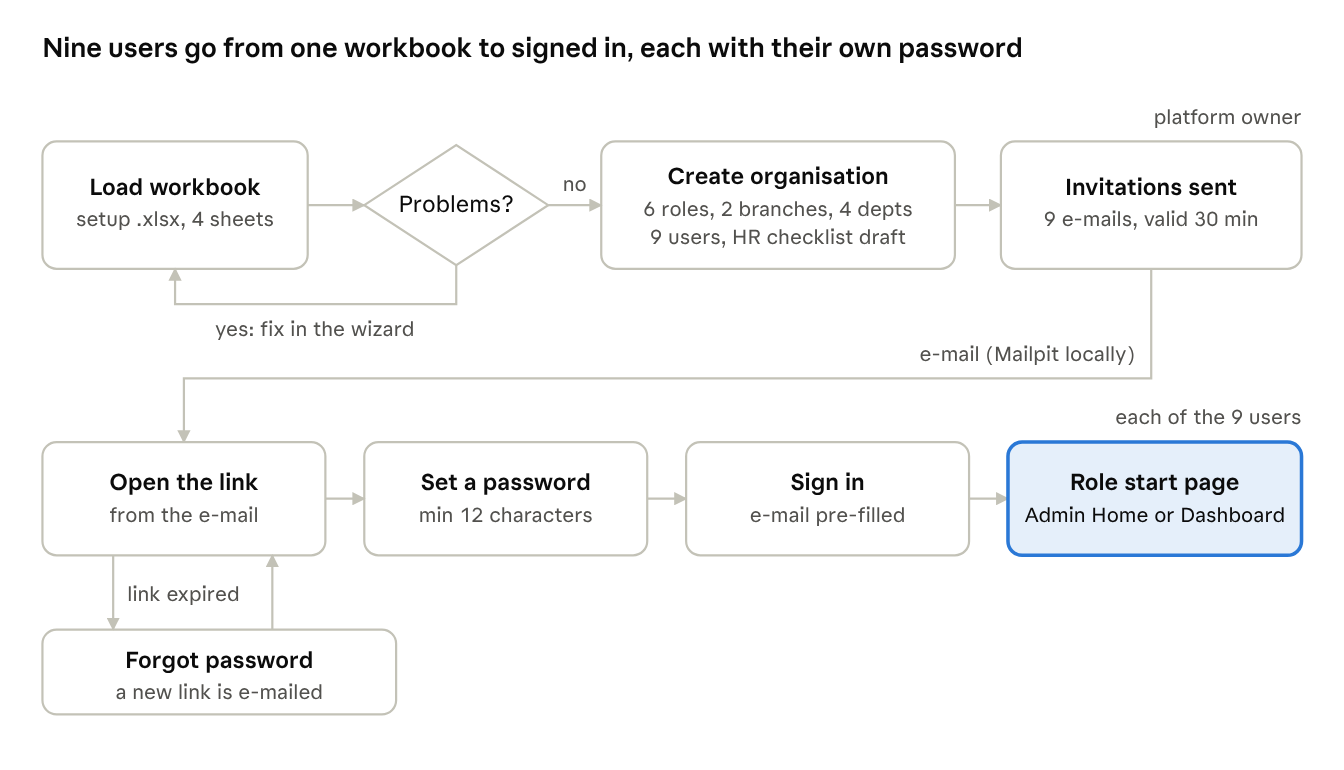 Nine users go from one workbook to signed in, each with their own password
platform owner
Load workbook
setup .xlsx, 4 sheets
Problems?
no
Create organisation
6 roles, 2 branches, 4 depts
9 users, HR checklist draft
Invitations sent
9 e-mails, valid 30 min
yes: fix in the wizard
e-mail (Mailpit locally)
each of the 9 users
Open the link
from the e-mail
Set a password
min 12 characters
Sign in
e-mail pre-filled
Role start page
Admin Home or Dashboard
link expired
Forgot password
a new link is e-mailed